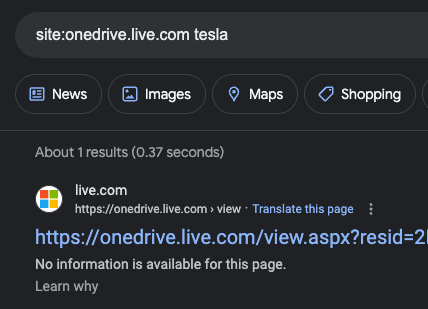 site:onedrive.live.com tesla
News Images Maps Shopping
About 1 results (0.37 seconds)
live.com
https://onedrive.live.com › view · Translate this page
https://onedrive.live.com/view.aspx?resid=2
No information is available for this page.
Learn why